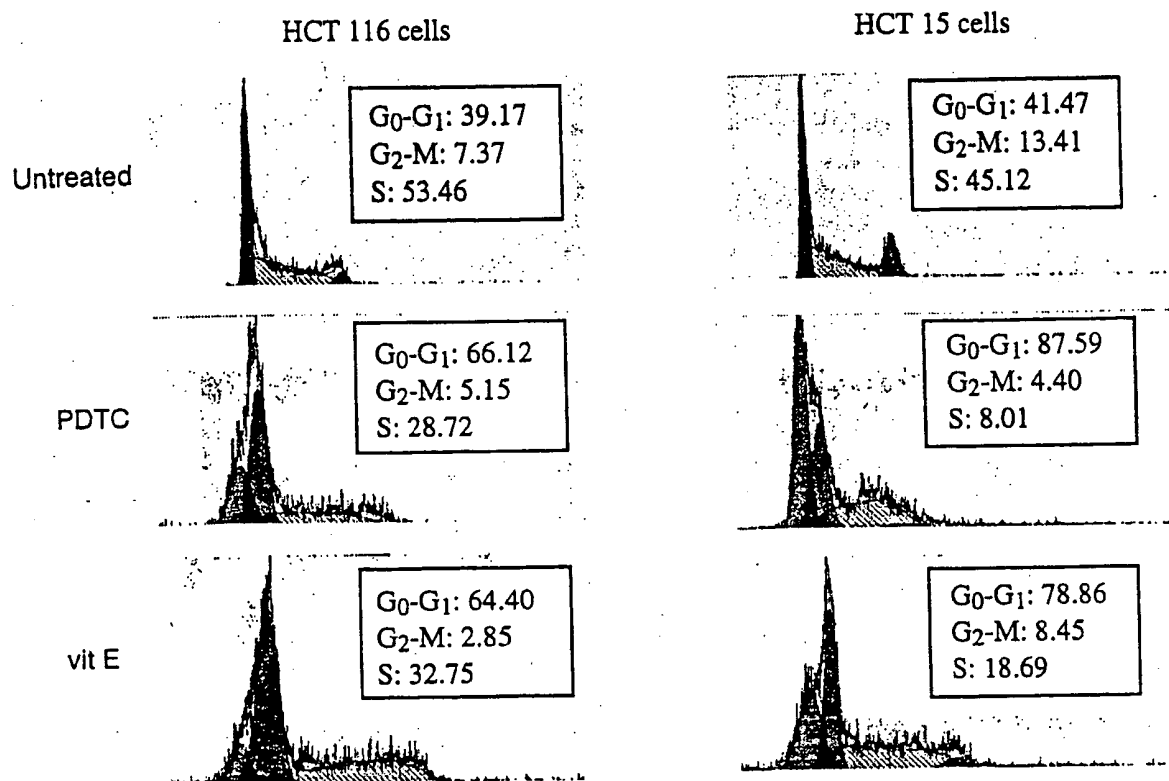 HCT 116 cells
HCT 15 cells
Untreated
G₀-G₁: 39.17
G₂-M: 7.37
S: 53.46
G₀-G₁: 41.47
G₂-M: 13.41
S: 45.12
PDTC
G₀-G₁: 66.12
G₂-M: 5.15
S: 28.72
G₀-G₁: 87.59
G₂-M: 4.40
S: 8.01
vit E
G₀-G₁: 64.40
G₂-M: 2.85
S: 32.75
G₀-G₁: 78.86
G₂-M: 8.45
S: 18.69